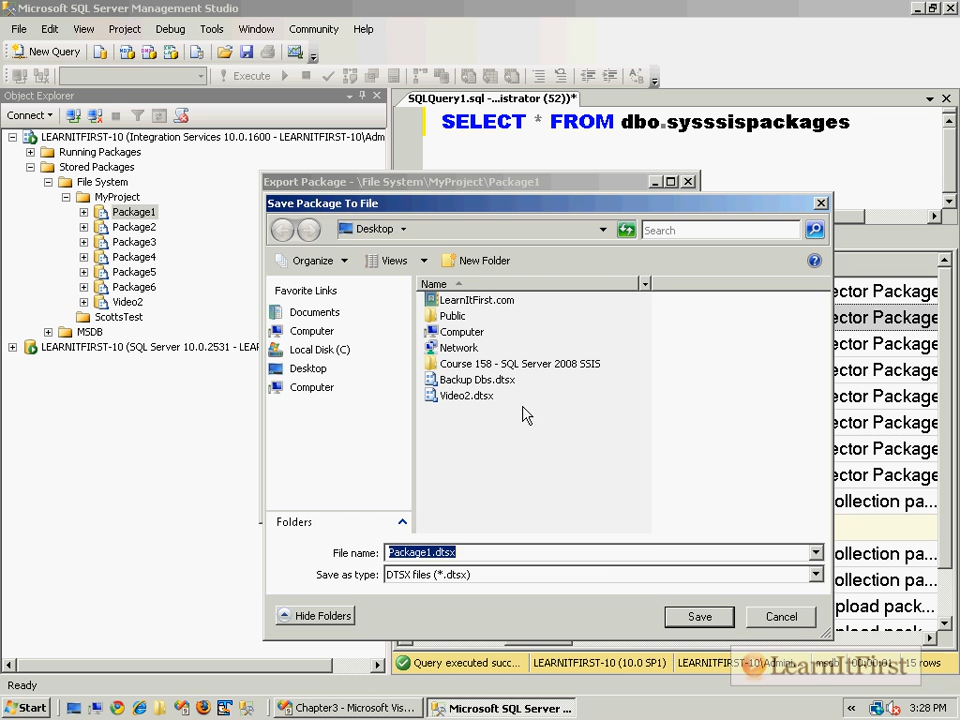 Microsoft SQL Server Management Studio
File Edit View Project Debug Tools Window Community Help
New Query
Execute
Object Explorer
SQLQuery1.sql -...istrator (52))*
Connect
SELECT * FROM dbo.sysssispackages
LEARNITFIRST-10 (Integration Services 10.0.1600 - LEARNITFIRST-10\Adm
Running Packages
Stored Packages
File System
MyProject
Package1
Package2
Package3
Package4
Package5
Package6
Video2
ScottsTest
MSDB
LEARNITFIRST-10 (SQL Server 10.0.2531 - LEA
Export Package - \File System\MyProject\Package1
Save Package To File
Desktop
Search
Organize Views New Folder
Favorite Links
Documents
Computer
Local Disk (C)
Desktop
Computer
Name
LearnItFirst.com
Public
Computer
Network
Course 158 - SQL Server 2008 SSIS
Backup Dbs.dtsx
Video2.dtsx
Folders
File name: Package1.dtsx
Save as type: DTSX files (*.dtsx)
Hide Folders Save Cancel
ector Package
ector Package
ector Package
ector Package
ector Package
ector Package
ector Package
ector Package
ollection pa...
ollection pa...
ollection pa...
pload pack...
Query executed succ... LEARNITFIRST-10 (10.0 SP1) LEARNITFIRST-10\Admin... msdb 00:00:01 15 rows
LearnItFirst
Ready
Start Chapter3 - Microsoft Vis... Microsoft SQL Server ... 3:28 PM